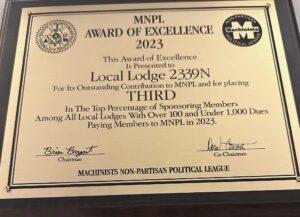 MNPL
AWARD OF EXCELLENCE
2023
This Award of Excellence
Is Presented to
Local Lodge 2339N
For Its Outstanding Contribution to MNPL and for placing
THIRD
In The Top Percentage of Sponsoring Members
Among All Local Lodges With Over 100 and Under 1,000 Dues
Paying Members to MNPL in 2023.
Brian Bryant
Chairman
Co-Chairman
MACHINISTS NON-PARTISAN POLITICAL LEAGUE
Machinists